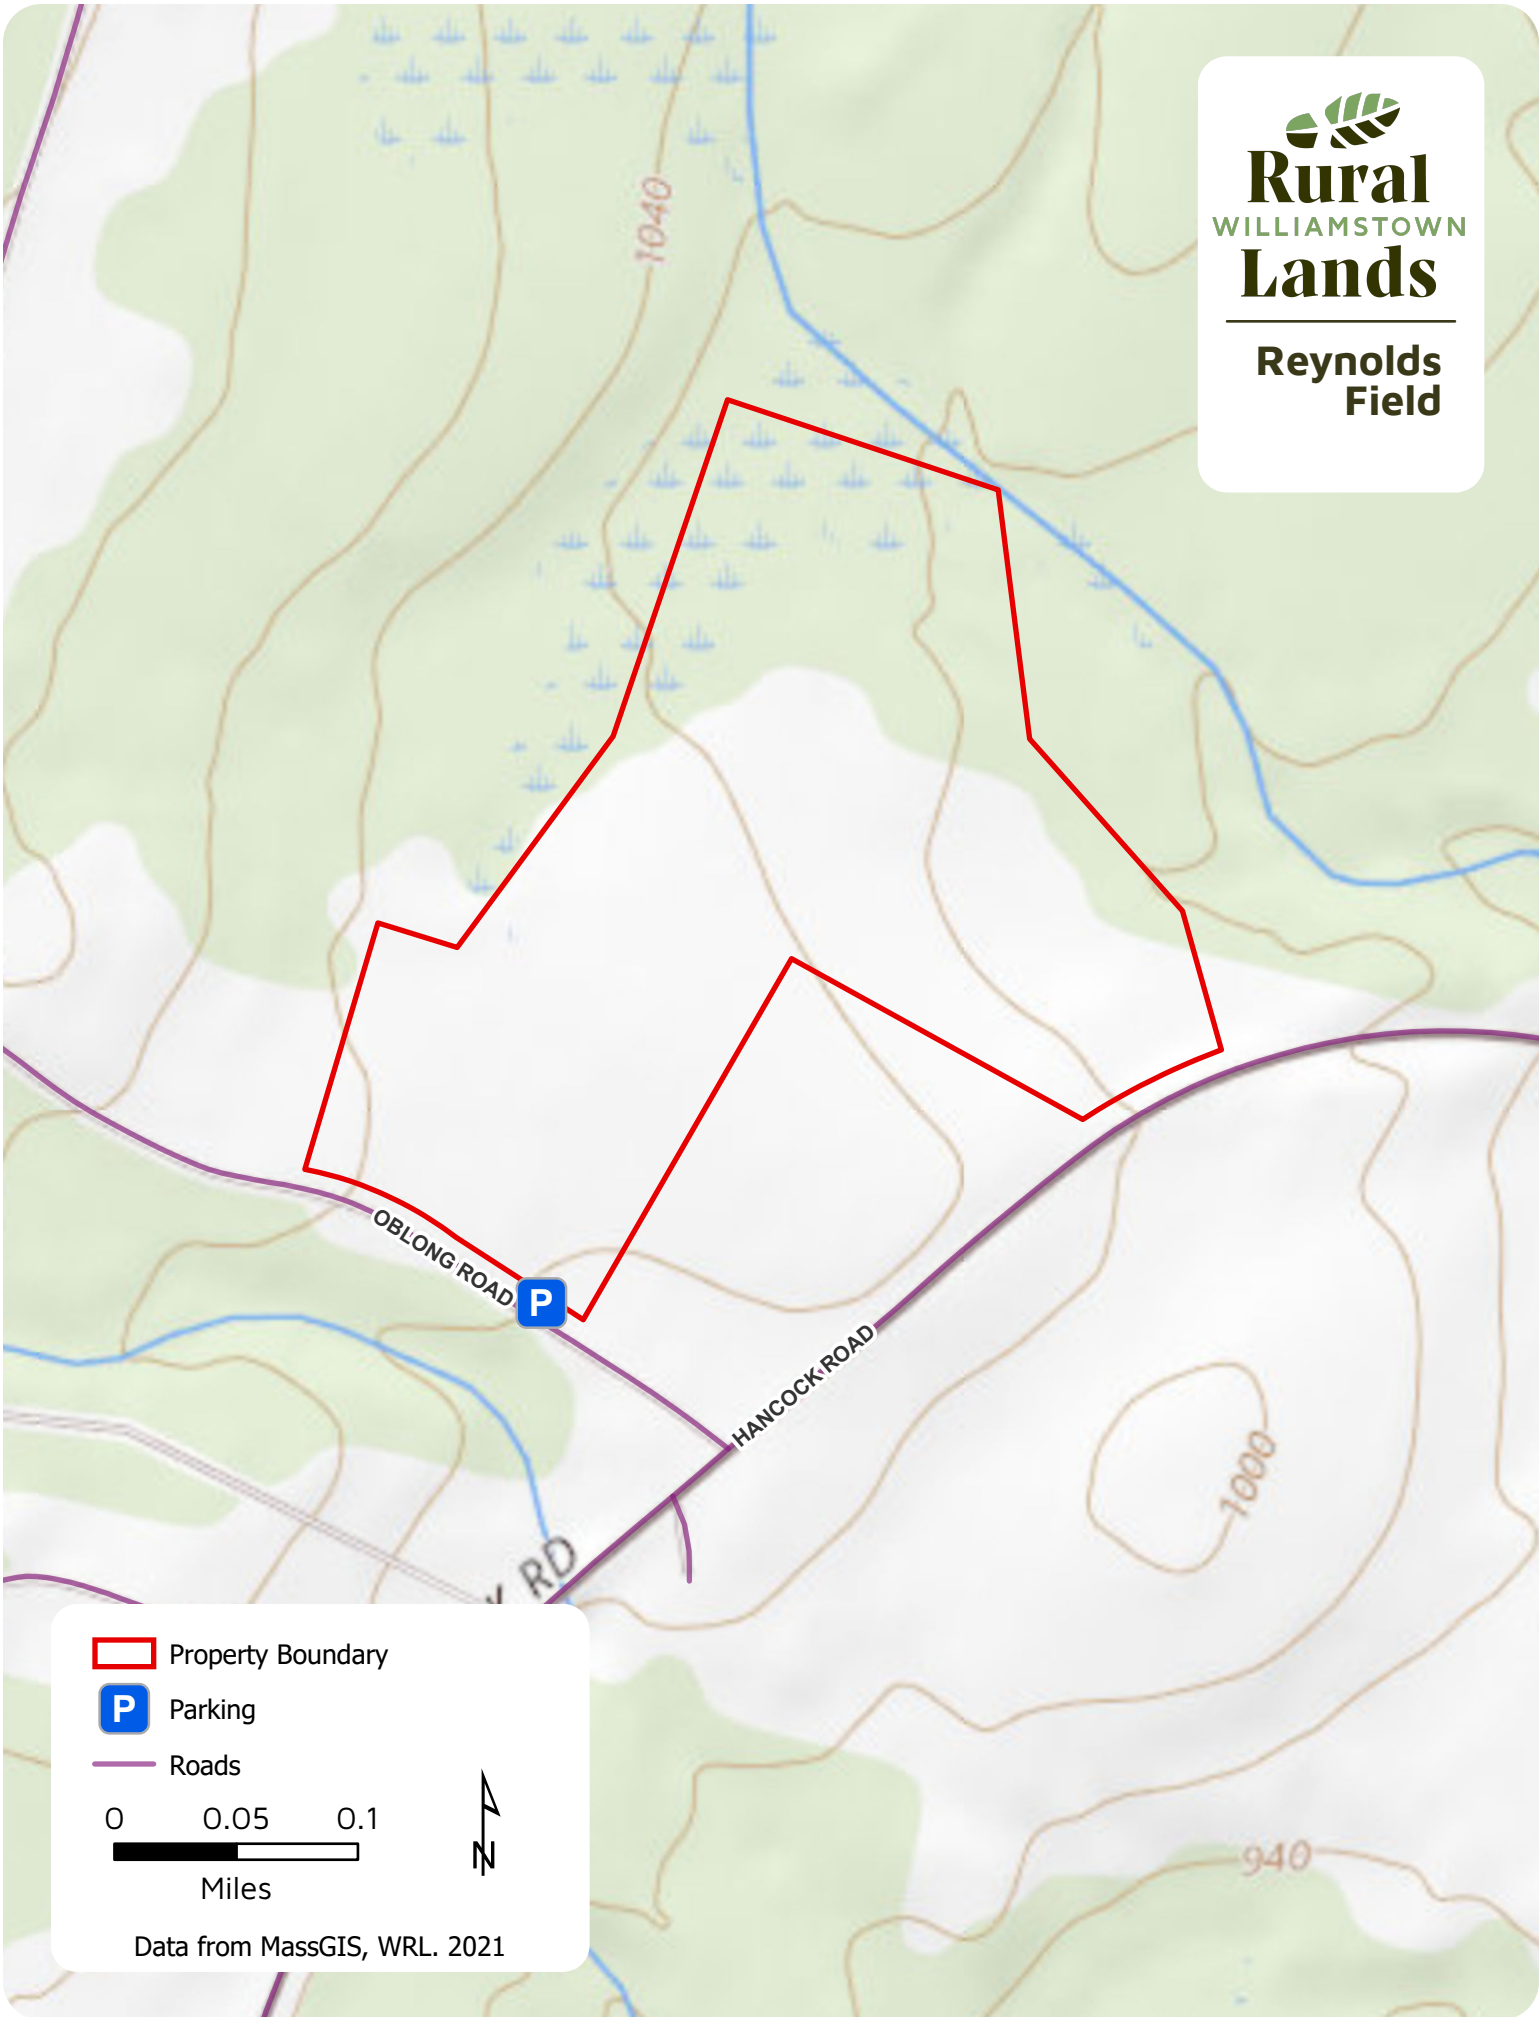 1040
Rural
WILLIAMSTOWN
Lands
Reynolds
Field
OBLONG ROAD
P
HANCOCK ROAD
1000
RD
Property Boundary
P
Parking
Roads
0 0.05 0.1
Miles
N
940
Data from MassGIS, WRL. 2021